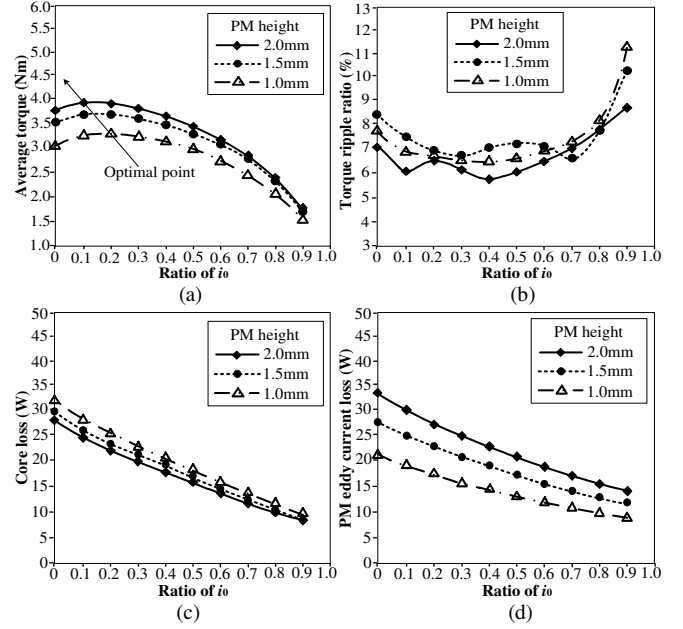 Average torque (Nm)
6.0
5.5
5.0
4.5
4.0
3.5
3.0
2.5
2.0
1.5
1.0
PM height
2.0mm
1.5mm
1.0mm
Optimal point
0 0.1 0.2 0.3 0.4 0.5 0.6 0.7 0.8 0.9 1.0
Ratio of i0
(a)
Torque ripple ratio (%)
13
12
11
10
9
8
7
6
5
4
3
PM height
2.0mm
1.5mm
1.0mm
0 0.1 0.2 0.3 0.4 0.5 0.6 0.7 0.8 0.9 1.0
Ratio of i0
(b)
Core loss (W)
50
45
40
35
30
25
20
15
10
5
0
PM height
2.0mm
1.5mm
1.0mm
0 0.1 0.2 0.3 0.4 0.5 0.6 0.7 0.8 0.9 1.0
Ratio of i0
(c)
PM eddy current loss (W)
50
45
40
35
30
25
20
15
10
5
0
PM height
2.0mm
1.5mm
1.0mm
0 0.1 0.2 0.3 0.4 0.5 0.6 0.7 0.8 0.9 1.0
Ratio of i0
(d)